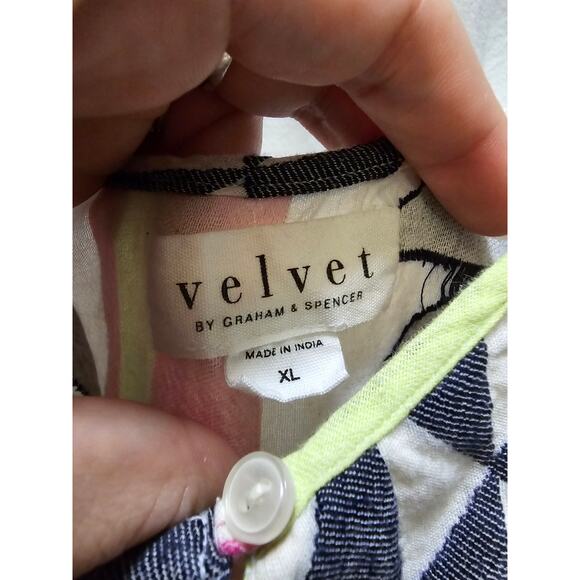 velvet
BY GRAHAM & SPENCER
MADE IN INDIA
XL